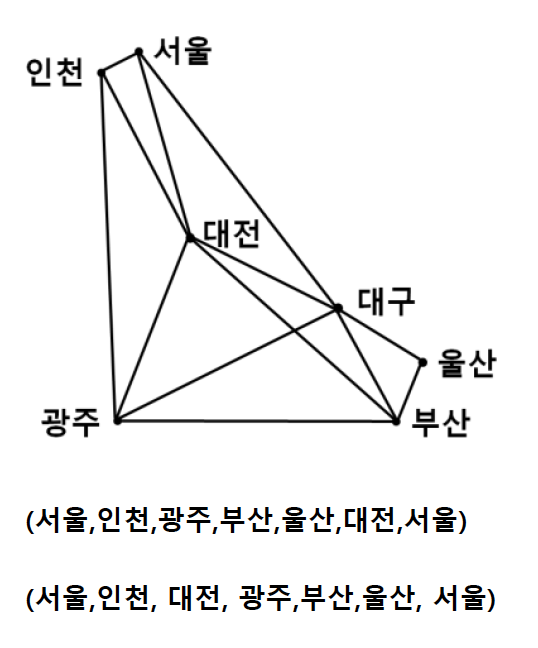 서울
인천
대전
대구
울산
광주
부산
(서울,인천,광주,부산,울산,대전,서울)
(서울,인천, 대전, 광주,부산,울산, 서울)